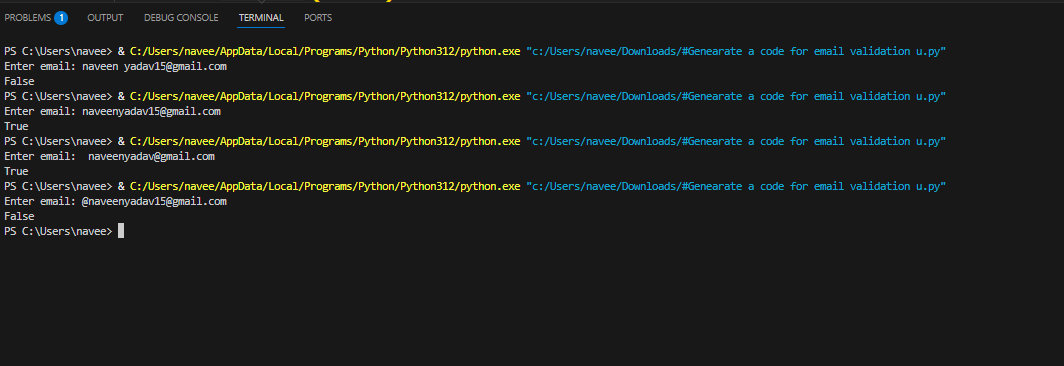 PROBLEMS 1 OUTPUT DEBUG CONSOLE TERMINAL PORTS
PS C:\Users\navee> & C:/Users/navee/AppData/Local/Programs/Python/Python312/python.exe "c:/Users/navee/Downloads/#Genearate a code for email validation u.py"
Enter email: naveen yadav15@gmail.com
False
PS C:\Users\navee> & C:/Users/navee/AppData/Local/Programs/Python/Python312/python.exe "c:/Users/navee/Downloads/#Genearate a code for email validation u.py"
Enter email: naveenyadav15@gmail.com
True
PS C:\Users\navee> & C:/Users/navee/AppData/Local/Programs/Python/Python312/python.exe "c:/Users/navee/Downloads/#Genearate a code for email validation u.py"
Enter email:  naveenyadav@gmail.com
True
PS C:\Users\navee> & C:/Users/navee/AppData/Local/Programs/Python/Python312/python.exe "c:/Users/navee/Downloads/#Genearate a code for email validation u.py"
Enter email: @naveenyadav15@gmail.com
False
PS C:\Users\navee>